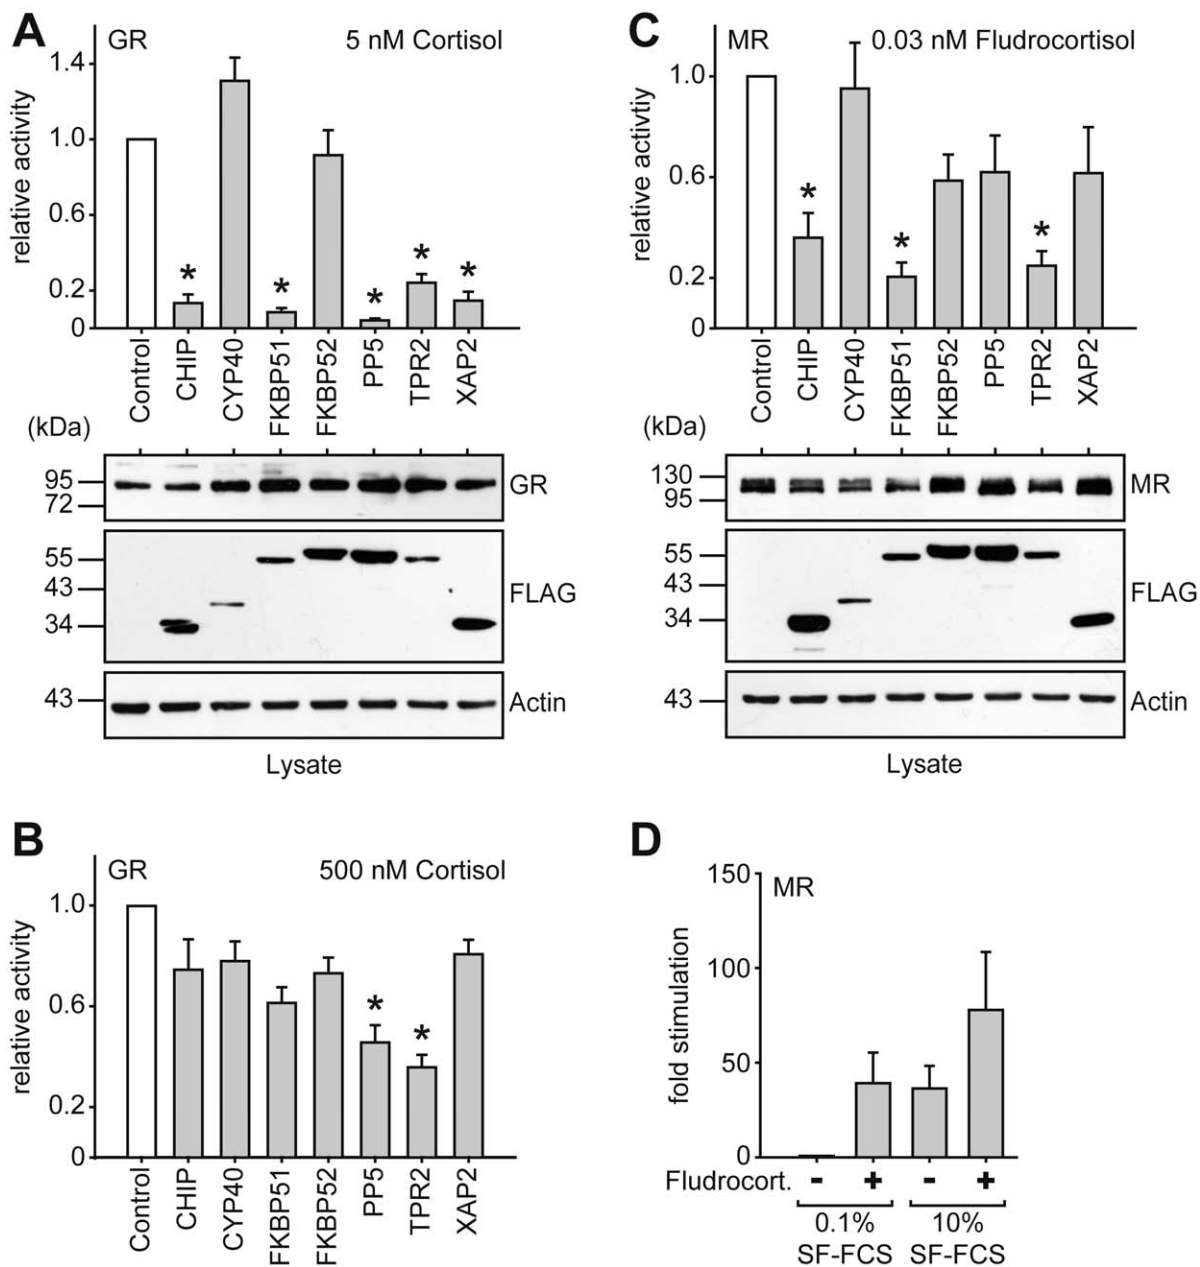 A
GR
5 nM Cortisol
relative activity
1.4
1.0
0.6
0.2
0
*
*
*
*
*
Control
CHIP
CYP40
FKBP51
FKBP52
PP5
TPR2
XAP2
(kDa)
95
72
GR
55
43
34
FLAG
43
Actin
Lysate
B
GR
500 nM Cortisol
relative activity
1.0
0.6
0.2
0
*
*
Control
CHIP
CYP40
FKBP51
FKBP52
PP5
TPR2
XAP2
C
MR
0.03 nM Fludrocortisol
relative activity
1.0
0.6
0.2
0
*
*
*
Control
CHIP
CYP40
FKBP51
FKBP52
PP5
TPR2
XAP2
(kDa)
130
95
MR
55
43
34
FLAG
43
Actin
Lysate
D
MR
fold stimulation
150
100
50
0
Fludrocort. - + - +
0.1% 10%
SF-FCS SF-FCS